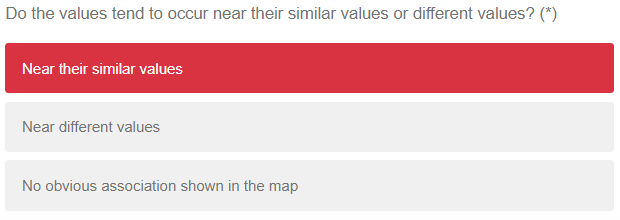 Do the values tend to occur near their similar values or different values? (*)
Near their similar values
Near different values
No obvious association shown in the map